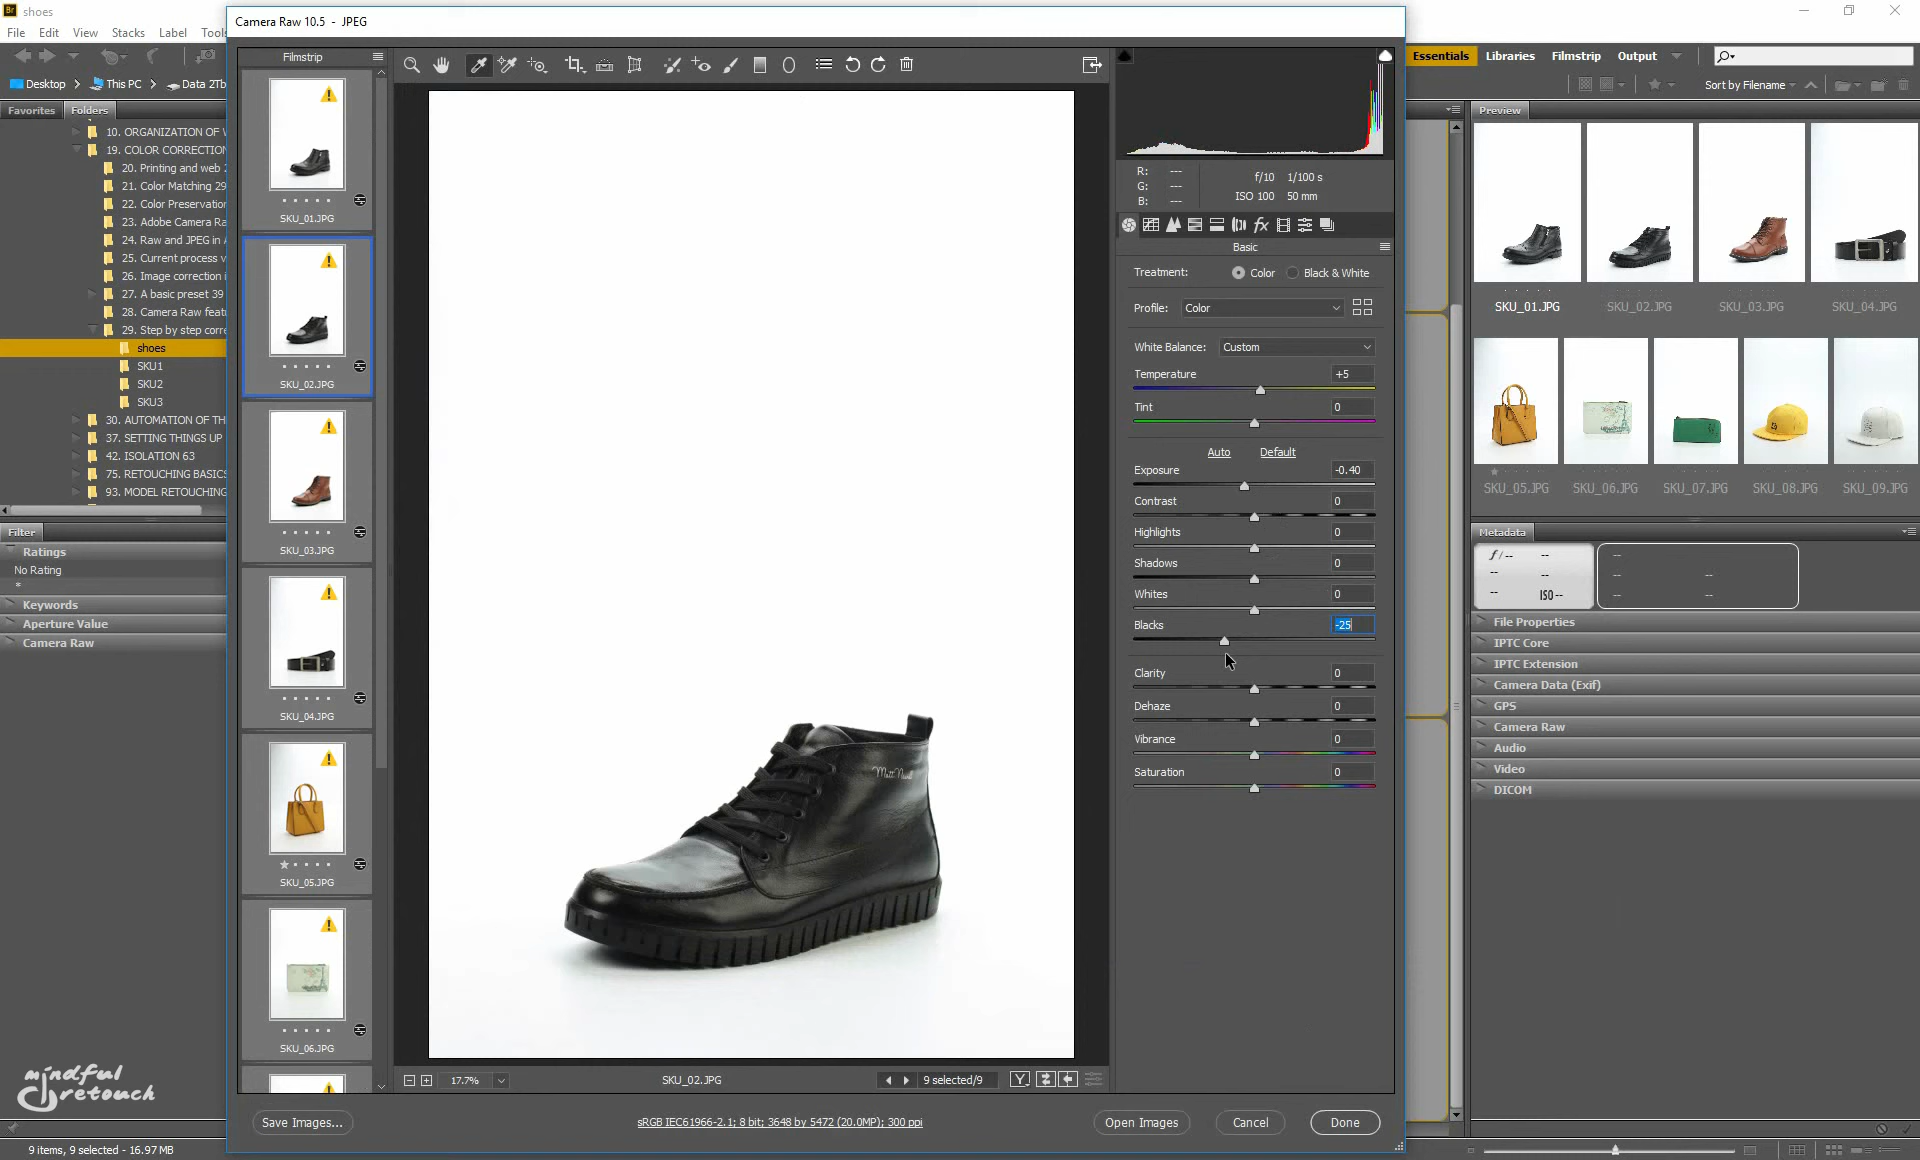 shoes
File Edit View Stacks Label Tools
Desktop This PC Data 2Tb
Favorites Folders
10. ORGANIZATION OF
19. COLOR CORRECTION
20. Printing and web
21. Color Matching 29
22. Color Preservation
23. Adobe Camera Ra
24. Raw and JPEG in
25. Current process v
26. Image correction i
27. A basic preset 39
28. Camera Raw feat
29. Step by step corre
shoes
SKU1
SKU2
SKU3
30. AUTOMATION OF TH
37. SETTING THINGS UP
42. ISOLATION 63
75. RETOUCHING BASICS
93. MODEL RETOUCHING
Filter
Ratings
No Rating
*
Keywords
Aperture Value
Camera Raw
mindful
retouch
9 items, 9 selected - 16.97 MB
Camera Raw 10.5 - JPEG
Filmstrip
SKU_01.JPG
SKU_02.JPG
SKU_03.JPG
SKU_04.JPG
SKU_05.JPG
SKU_06.JPG
17.7%
SKU_02.JPG
9 selected/9
Y
Save Images...
sRGB IEC61966-2.1; 8 bit; 3648 by 5472 (20.0MP); 300 ppi
Open Images Cancel Done
R: ---
G: ---
B: ---
f/10 1/100 s
ISO 100 50 mm
fx
Basic
Treatment: Color Black & White
Profile: Color
White Balance: Custom
Temperature +5
Tint 0
Auto Default
Exposure -0.40
Contrast 0
Highlights 0
Shadows 0
Whites 0
Blacks -25
Clarity 0
Dehaze 0
Vibrance 0
Saturation 0
Essentials Libraries Filmstrip Output
Sort by Filename
Preview
SKU_01.JPG SKU_02.JPG SKU_03.JPG SKU_04.JPG
SKU_05.JPG SKU_06.JPG SKU_07.JPG SKU_08.JPG SKU_09.JPG
Metadata
f/-- --
-- --
-- ISO--
--
-- --
-- --
File Properties
IPTC Core
IPTC Extension
Camera Data (Exif)
GPS
Camera Raw
Audio
Video
DICOM